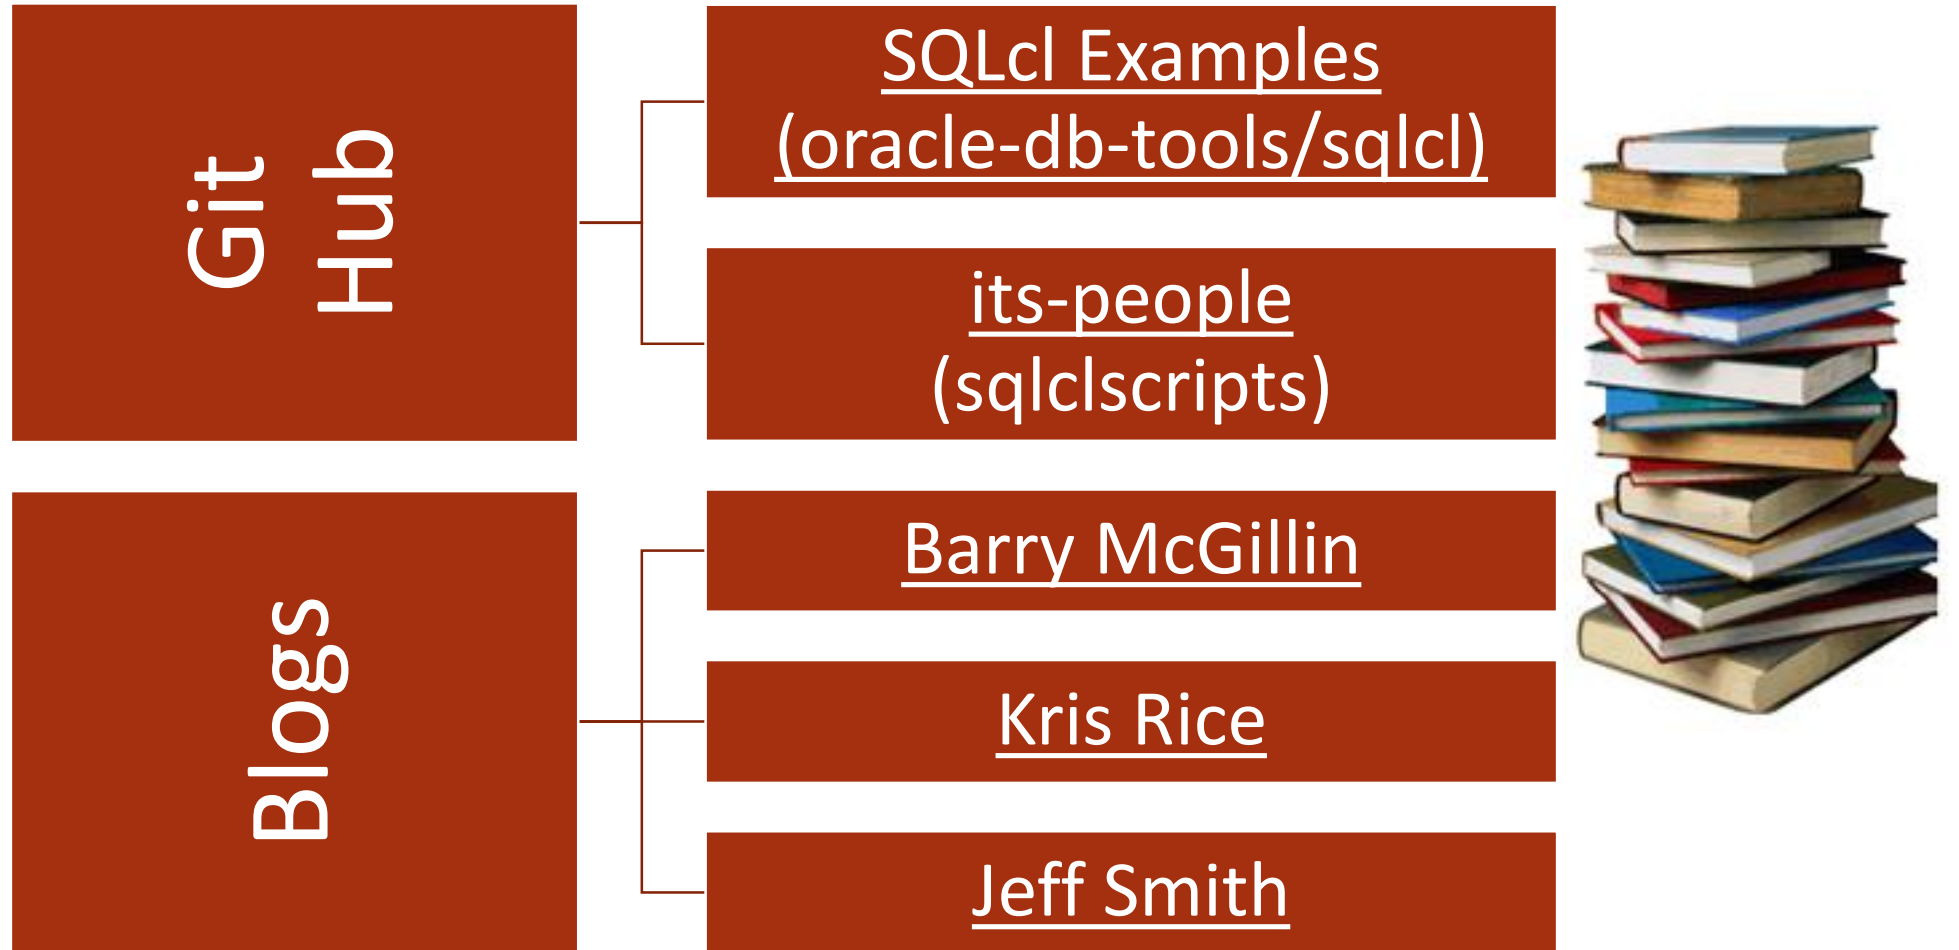 Git
Hub
SQLcl Examples
(oracle-db-tools/sqlcl)
its-people
(sqlclscripts)
Blogs
Barry McGillin
Kris Rice
Jeff Smith